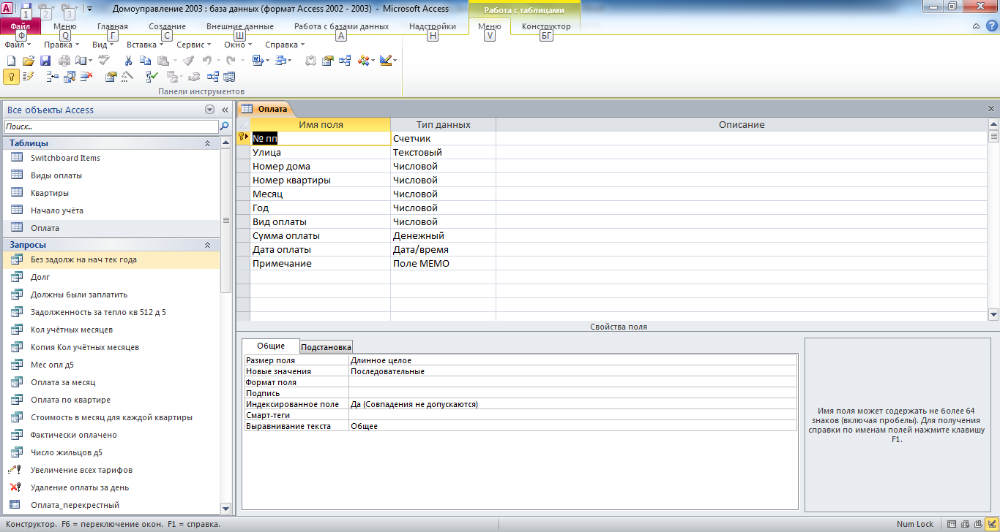 Домоуправление 2003 : база данных (формат Access 2002 - 2003) - Microsoft Access
Работа с таблицами
1 2 3
Файл Меню Главная Создание Внешние данные Работа с базами данных Надстройки Меню Конструктор
Ф Q Г С Ш А Н V БГ
Файл Правка Вид Вставка Сервис Окно Справка
Панели инструментов
Все объекты Access
Поиск...
Таблицы
Switchboard Items
Виды оплаты
Квартиры
Начало учёта
Оплата
Запросы
Без задолж на нач тек года
Долг
Должны были заплатить
Задолженность за тепло кв 512 д 5
Кол учётных месяцев
Копия Кол учётных месяцев
Мес опл д5
Оплата за месяц
Оплата по квартире
Стоимость в месяц для каждой квартиры
Фактически оплачено
Число жильцов д5
Увеличение всех тарифов
Удаление оплаты за день
Оплата_перекрестный
Оплата
Имя поля Тип данных Описание
№ пп Счетчик
Улица Текстовый
Номер дома Числовой
Номер квартиры Числовой
Месяц Числовой
Год Числовой
Вид оплаты Числовой
Сумма оплаты Денежный
Дата оплаты Дата/время
Примечание Поле МЕМО
Свойства поля
Общие Подстановка
Размер поля Длинное целое
Новые значения Последовательные
Формат поля
Подпись
Индексированное поле Да (Совпадения не допускаются)
Смарт-теги
Выравнивание текста Общее
Имя поля может содержать не более 64
знаков (включая пробелы). Для получения
справки по именам полей нажмите клавишу
F1.
Конструктор. F6 = переключение окон. F1 = справка.
Num Lock